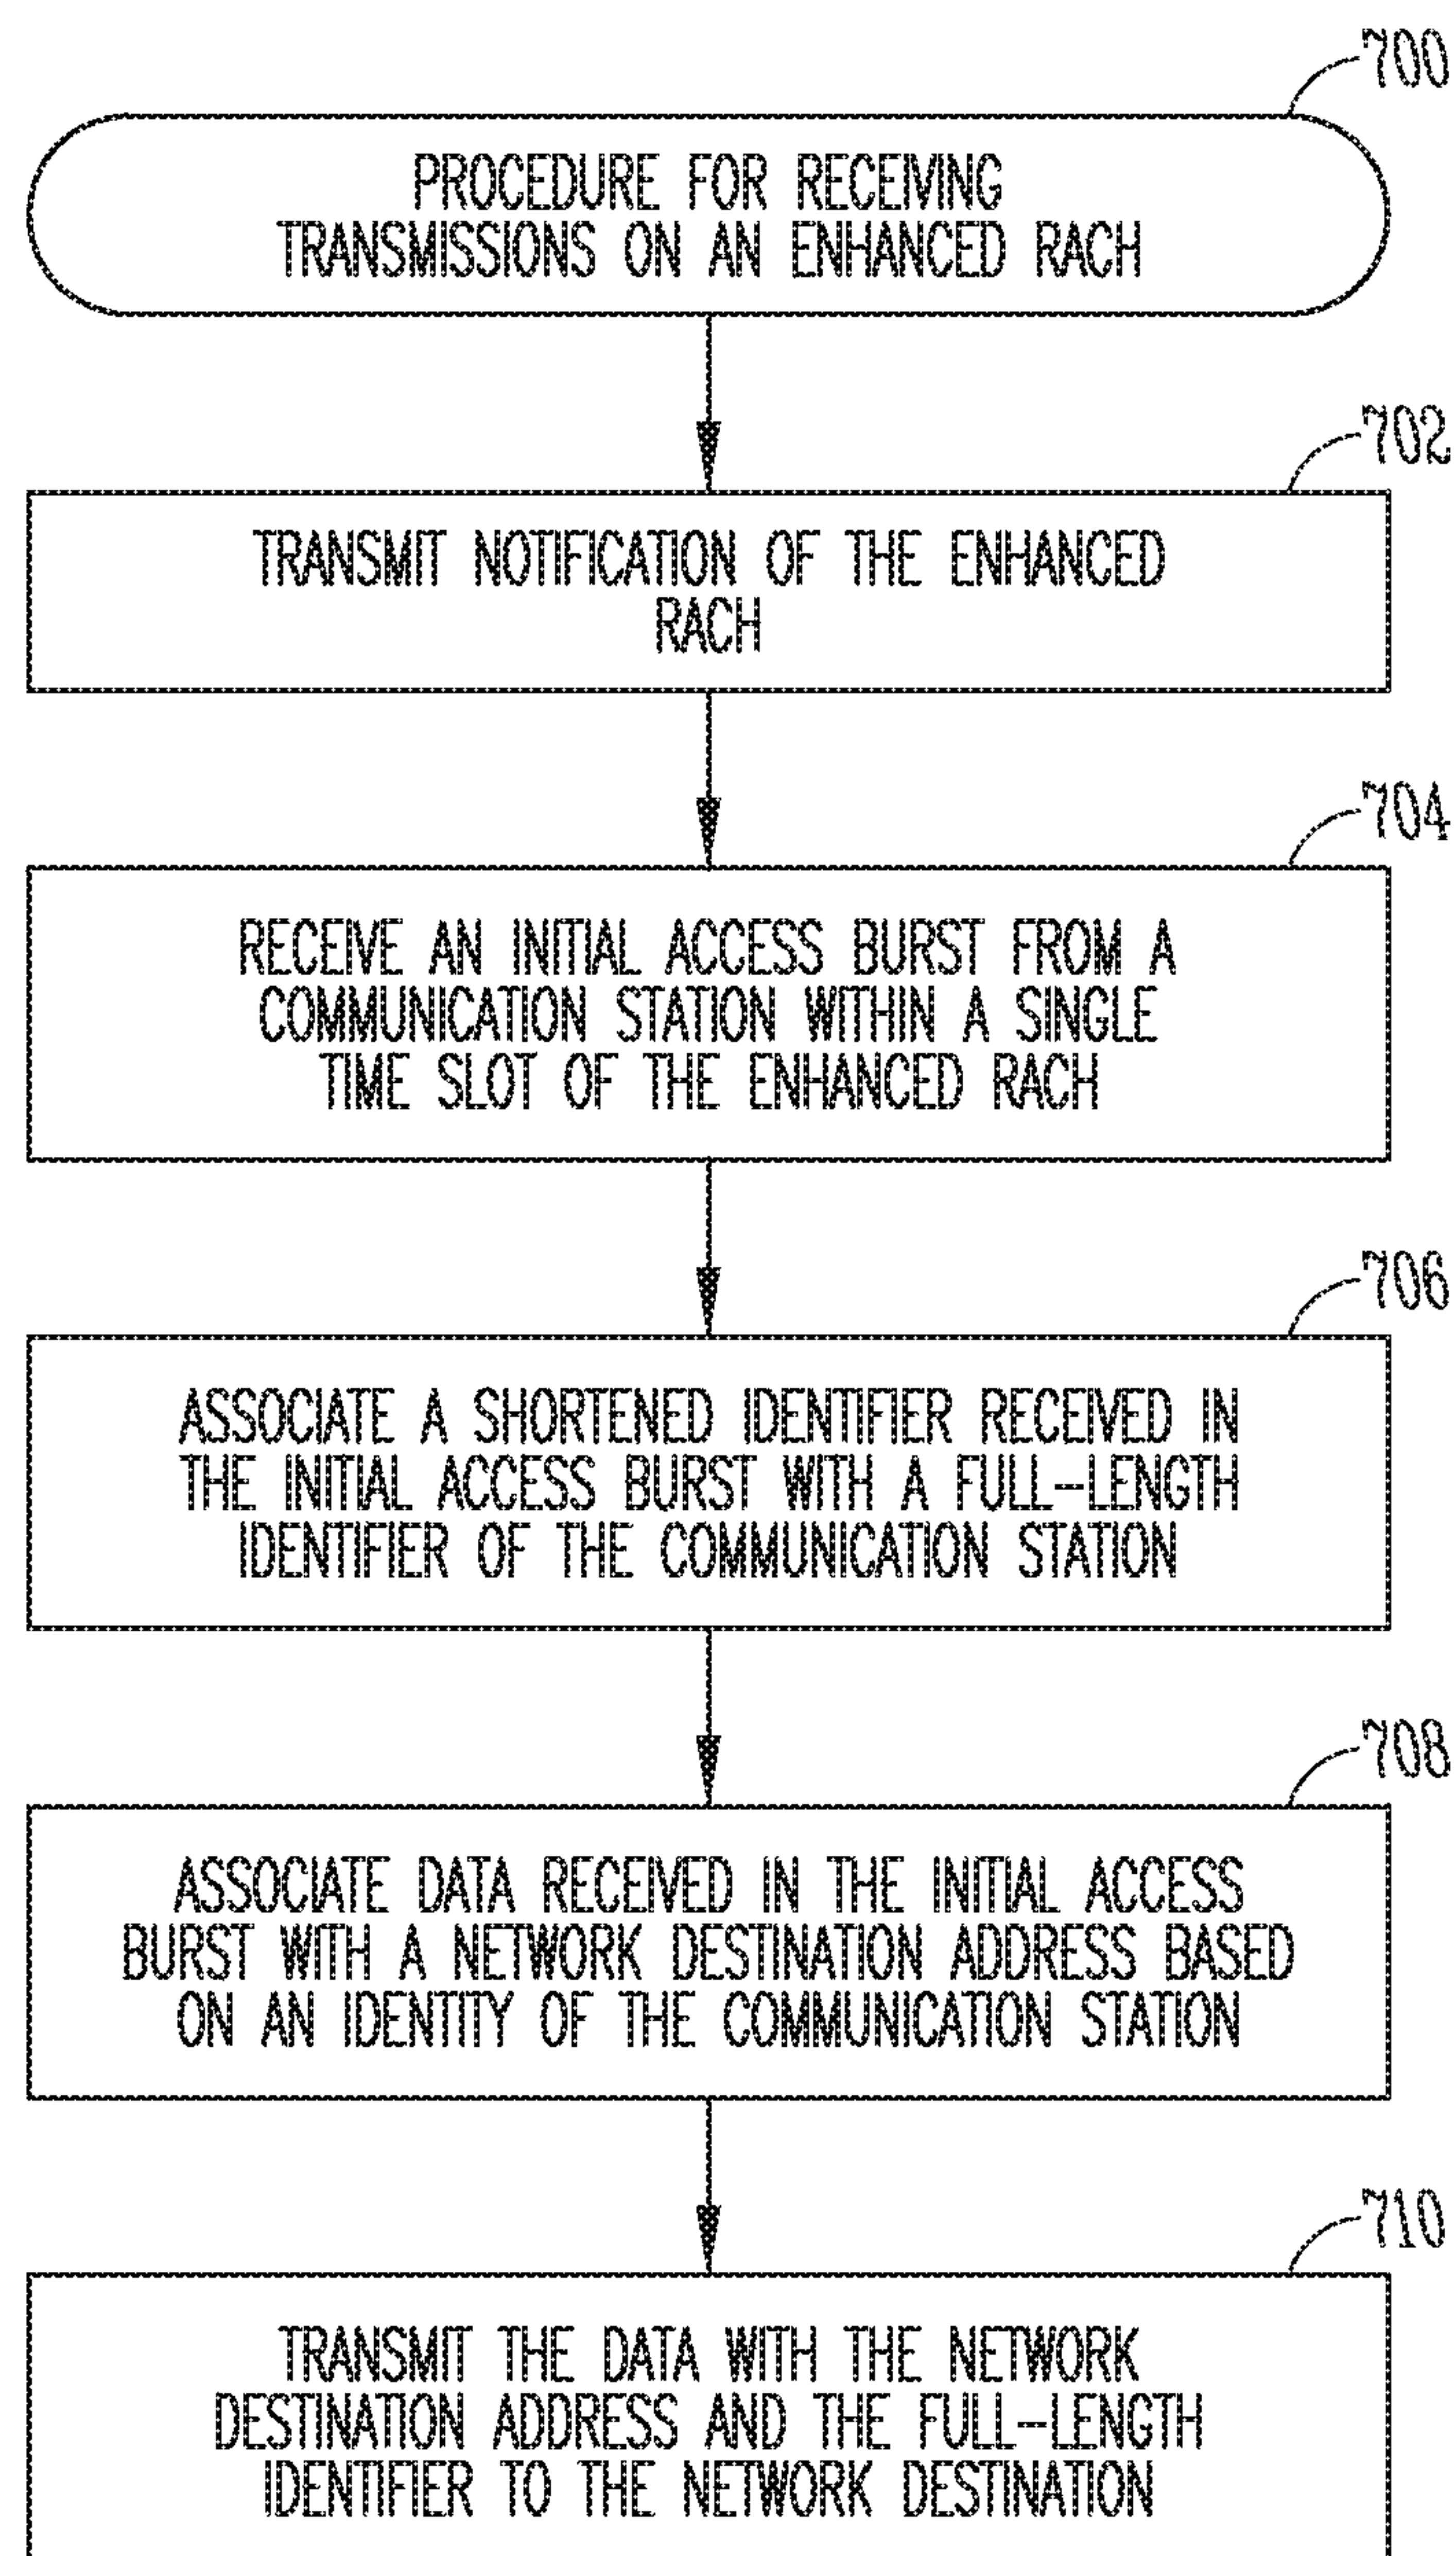 700
PROCEDURE FOR RECEIVING
TRANSMISSIONS ON AN ENHANCED RACH
702
TRANSMIT NOTIFICATION OF THE ENHANCED
RACH
704
RECEIVE AN INITIAL ACCESS BURST FROM A
COMMUNICATION STATION WITHIN A SINGLE
TIME SLOT OF THE ENHANCED RACH
706
ASSOCIATE A SHORTENED IDENTIFIER RECEIVED IN
THE INITIAL ACCESS BURST WITH A FULL-LENGTH
IDENTIFIER OF THE COMMUNICATION STATION
708
ASSOCIATE DATA RECEIVED IN THE INITIAL ACCESS
BURST WITH A NETWORK DESTINATION ADDRESS BASED
ON AN IDENTITY OF THE COMMUNICATION STATION
710
TRANSMIT THE DATA WITH THE NETWORK
DESTINATION ADDRESS AND THE FULL-LENGTH
IDENTIFIER TO THE NETWORK DESTINATION